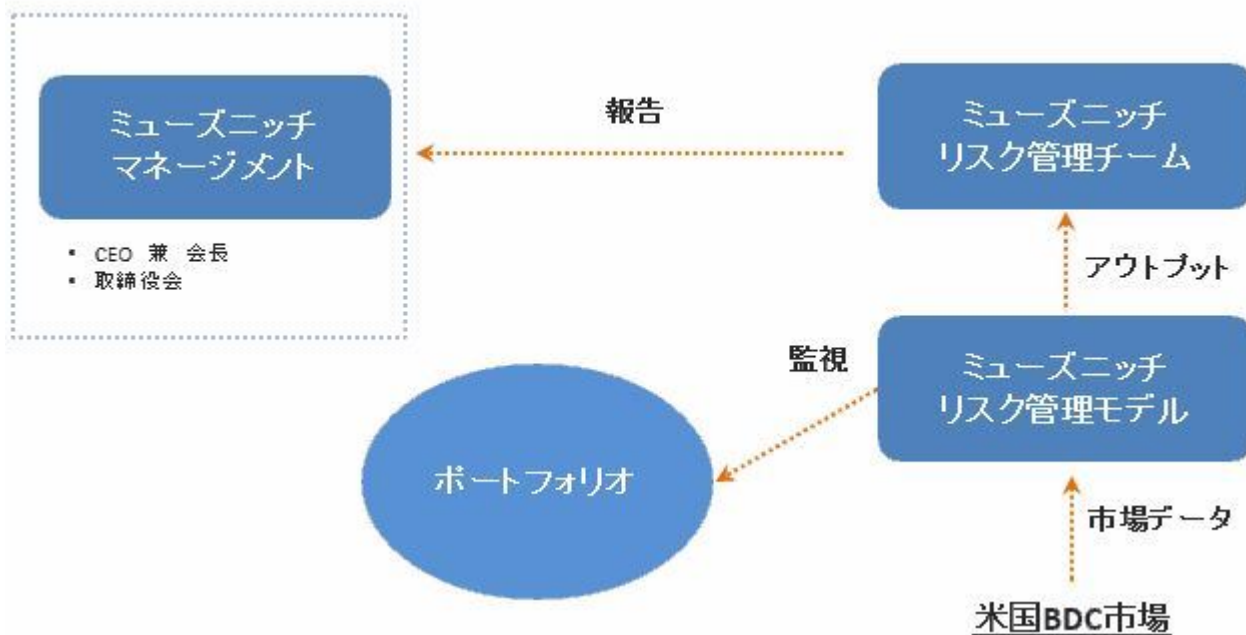 ミューズニッチ
マネージメント
• CEO 兼 会長
• 取締役会
報告
ミューズニッチ
リスク管理チーム
アウトプット
監視
ミューズニッチ
リスク管理モデル
ポートフォリオ
市場データ
米国BDC市場